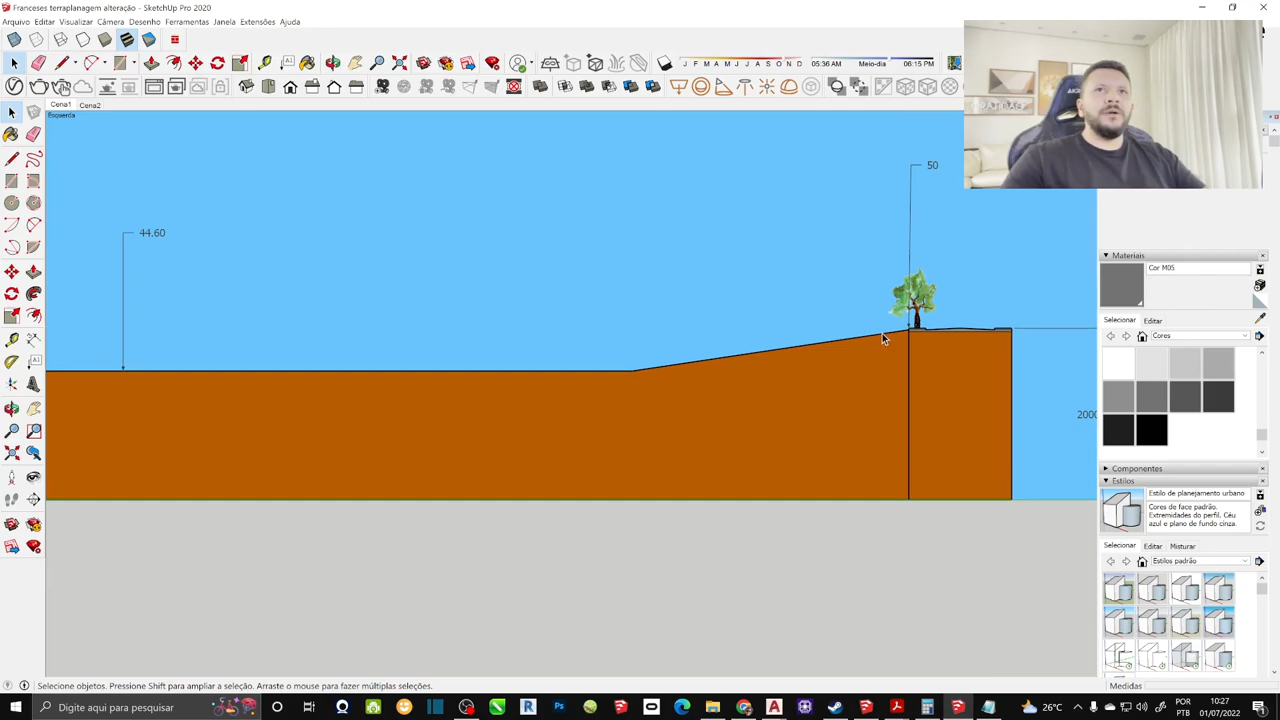 Franceses terraplanagem alteração - SketchUp Pro 2020
Arquivo Editar Visualizar Câmera Desenho Ferramentas Janela Extensões Ajuda
J F M A M J J A S O N D 05:36 AM Meio-dia 06:15 PM
Cena1 Cena2
Esquerda
50
44.60
2000
GRATIDÃO
Materiais
Cor M05
Selecionar Editar
Cores
Componentes
Estilos
Estilo de planejamento urbano
Cores de face padrão.
Extremidades do perfil. Céu
azul e plano de fundo cinza.
Selecionar Editar Misturar
Estilos padrão
Selecione objetos. Pressione Shift para ampliar a seleção. Arraste o mouse para fazer múltiplas seleções.
Medidas
Digite aqui para pesquisar
26°C
POR
PTB
10:27
01/07/2022